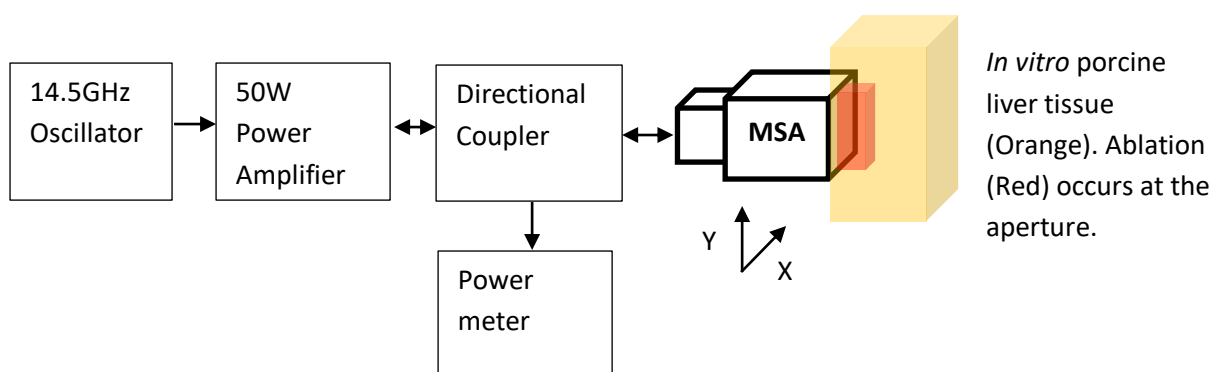 14.5GHz
Oscillator
50W
Power
Amplifier
Directional
Coupler
MSA
In vitro porcine
liver tissue
(Orange). Ablation
(Red) occurs at the
aperture.
Y
X
Power
meter